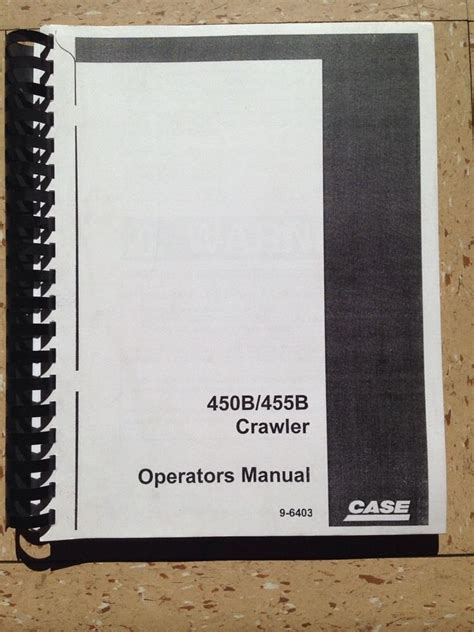 450B/455B
Crawler
Operators Manual
9-6403
CASE